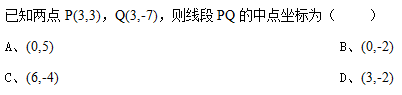 已知两点 P(3,3)，Q(3,-7)，则线段 PQ 的中点坐标为（　　）
A、(0,5)　　B、(0,-2)
C、(6,-4)　　D、(3,-2)